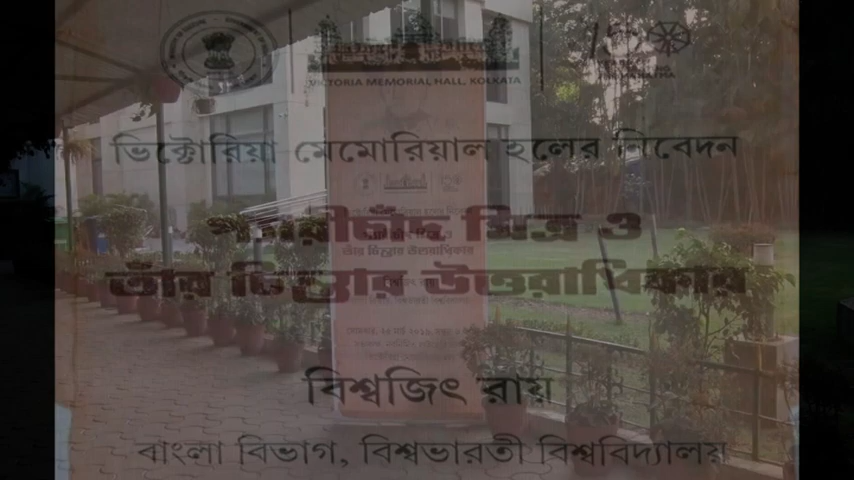 VICTORIA MEMORIAL HALL, KOLKATA
ভিক্টোরিয়া মেমোরিয়াল হলের নিবেদন
প্যারীচাঁদ মিত্র ও
তাঁর চিন্তার উত্তরাধিকার
বিশ্বজিৎ রায়
বাংলা বিভাগ, বিশ্বভারতী বিশ্ববিদ্যালয়